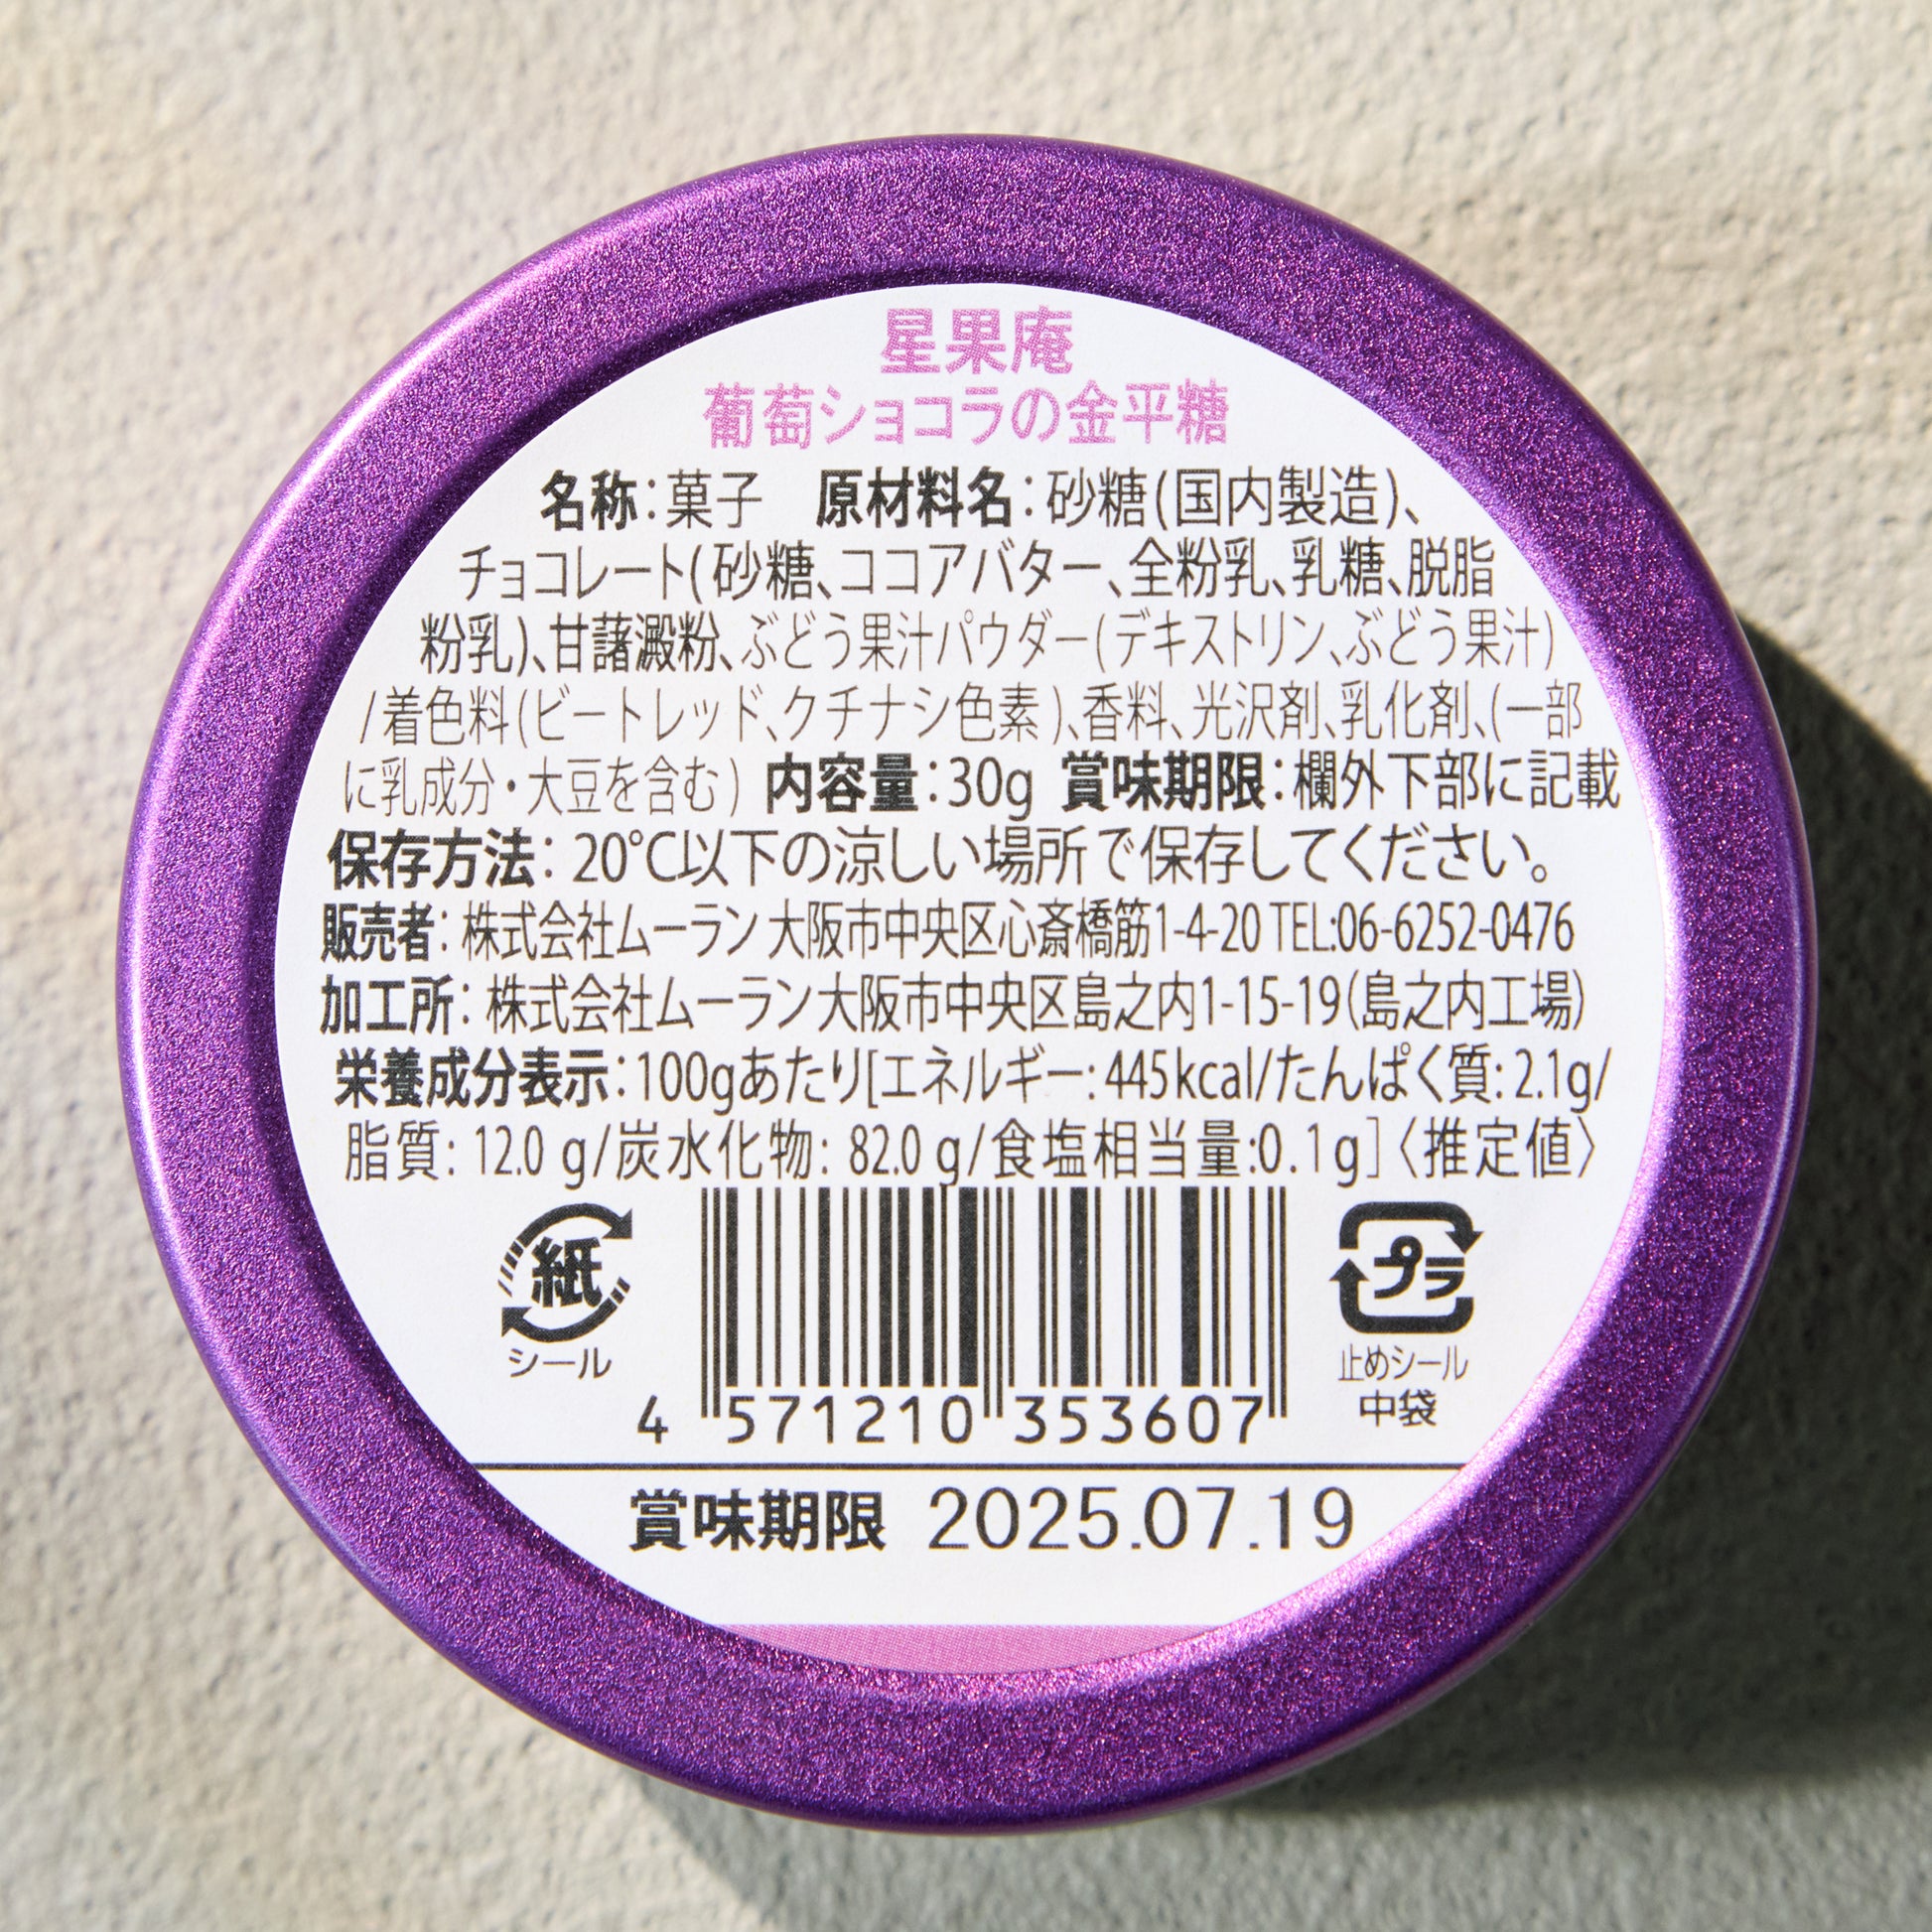 星果庵
葡萄ショコラの金平糖
名称:菓子　原材料名:砂糖(国内製造)、
チョコレート(砂糖、ココアバター、全粉乳、乳糖、脱脂
粉乳)、甘藷澱粉、ぶどう果汁パウダー(デキストリン、ぶどう果汁)
/着色料(ビートレッド、クチナシ色素)、香料、光沢剤、乳化剤、(一部
に乳成分・大豆を含む) 内容量:30g 賞味期限:欄外下部に記載
保存方法:20℃以下の涼しい場所で保存してください。
販売者:株式会社ムーラン 大阪市中央区心斎橋筋1-4-20 TEL:06-6252-0476
加工所:株式会社ムーラン大阪市中央区島之内1-15-19(島之内工場)
栄養成分表示:100gあたり[エネルギー:445kcal/たんぱく質:2.1g/
脂質:12.0g/炭水化物:82.0g/食塩相当量:0.1g]〈推定値〉
紙
シール
プラ
止めシール
中袋
4 571210 353607
賞味期限 2025.07.19